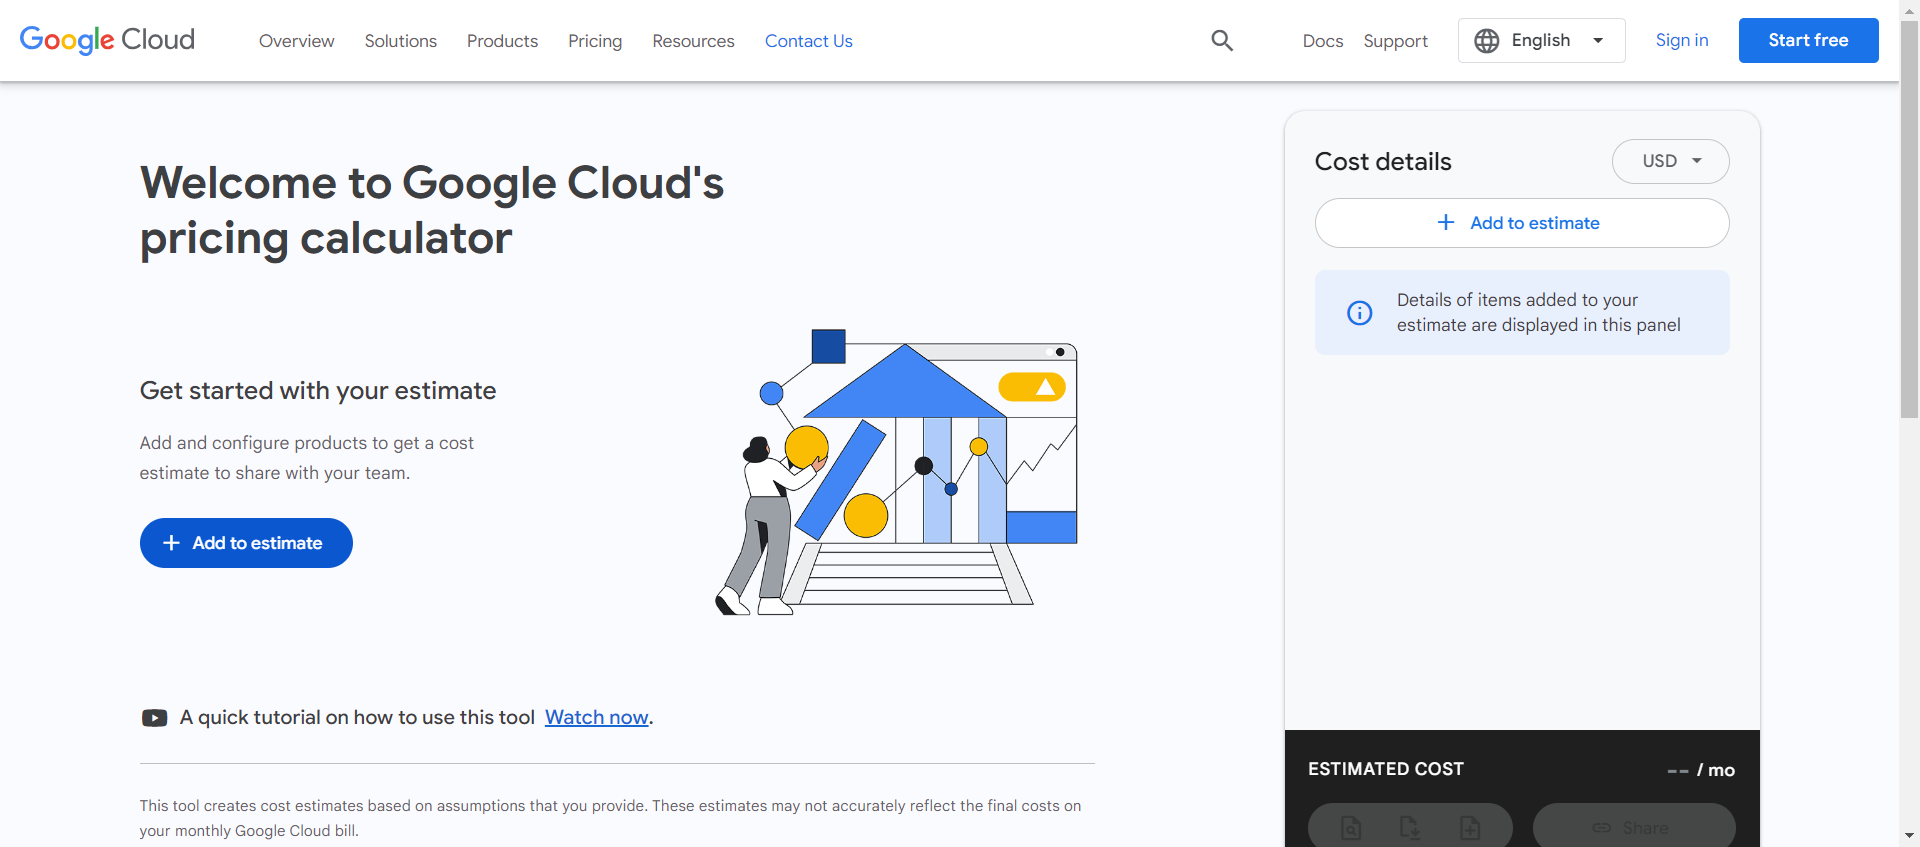 Google Cloud
Overview
Solutions
Products
Pricing
Resources
Contact Us
Docs
Support
English
Sign in
Start free
Welcome to Google Cloud's
pricing calculator
Get started with your estimate
Add and configure products to get a cost
estimate to share with your team.
Add to estimate
A quick tutorial on how to use this tool Watch now.
This tool creates cost estimates based on assumptions that you provide. These estimates may not accurately reflect the final costs on
your monthly Google Cloud bill.
Cost details
USD
Add to estimate
Details of items added to your
estimate are displayed in this panel
ESTIMATED COST
-- / mo
Share